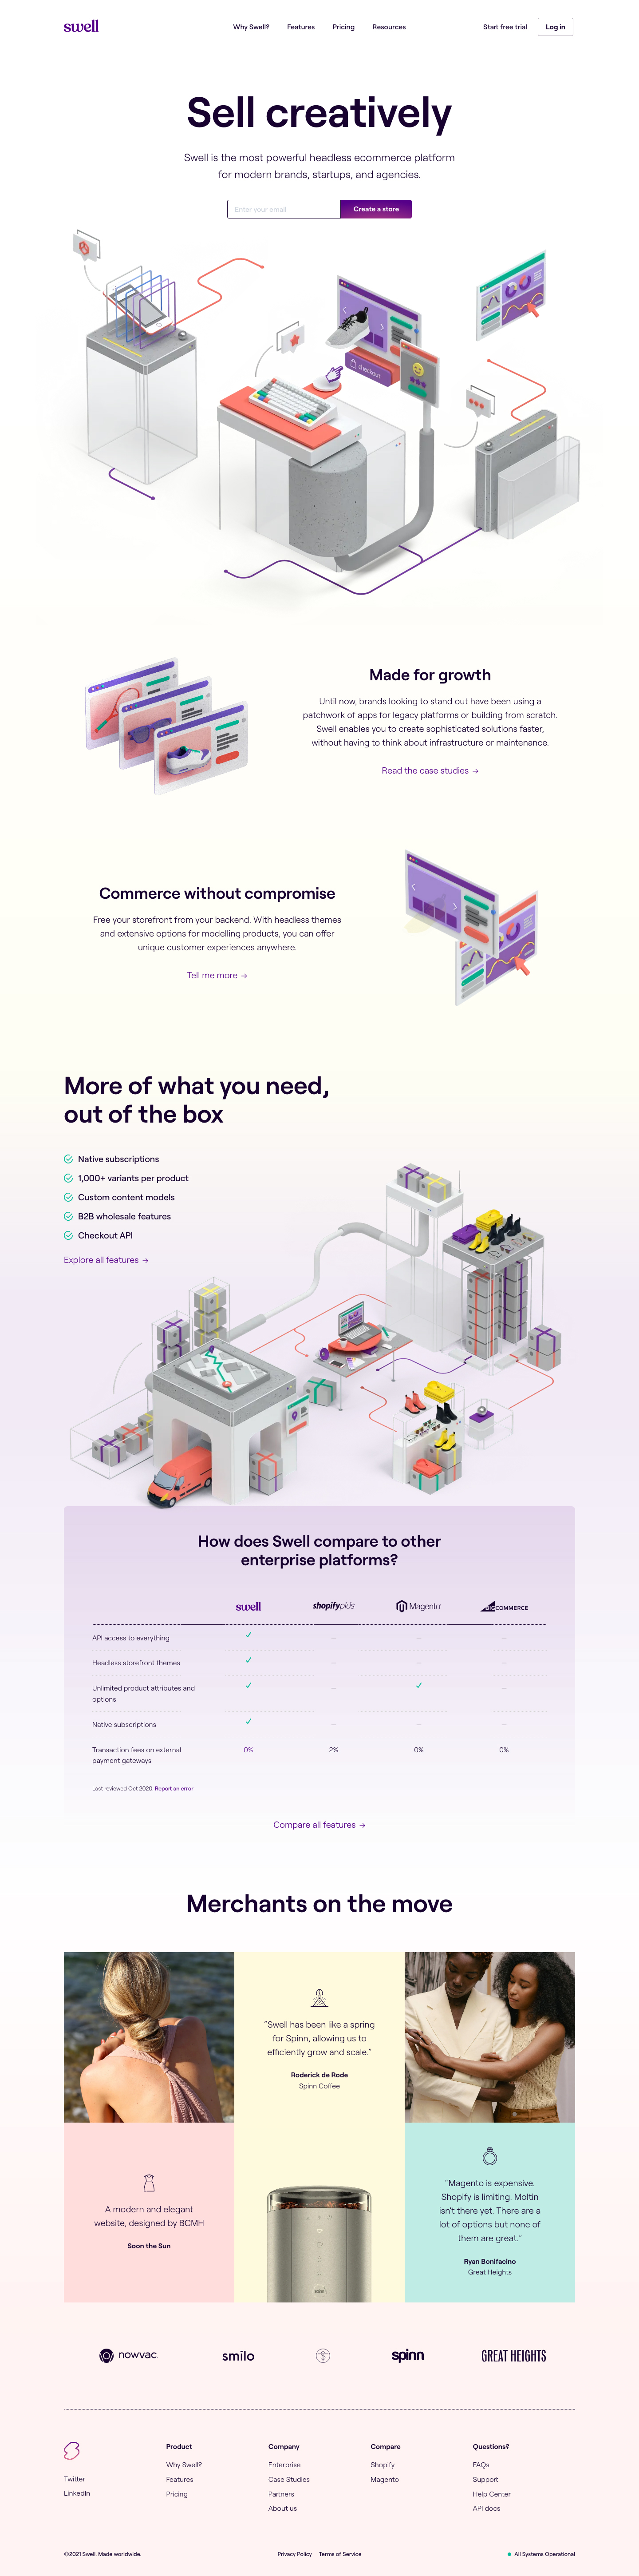 swell
Why Swell?
Features
Pricing
Resources
Start free trial
Log in
Sell creatively
Swell is the most powerful headless ecommerce platform
for modern brands, startups, and agencies.
Enter your email
Create a store
checkout
Made for growth
Until now, brands looking to stand out have been using a
patchwork of apps for legacy platforms or building from scratch.
Swell enables you to create sophisticated solutions faster,
without having to think about infrastructure or maintenance.
Read the case studies →
Commerce without compromise
Free your storefront from your backend. With headless themes
and extensive options for modelling products, you can offer
unique customer experiences anywhere.
Tell me more →
More of what you need,
out of the box
Native subscriptions
1,000+ variants per product
Custom content models
B2B wholesale features
Checkout API
Explore all features →
How does Swell compare to other
enterprise platforms?
swell
shopifyplus
Magento
BIGCOMMERCE
API access to everything
Headless storefront themes
Unlimited product attributes and
options
Native subscriptions
Transaction fees on external
payment gateways
0%
2%
0%
0%
Last reviewed Oct 2020. Report an error
Compare all features →
Merchants on the move
“Swell has been like a spring
for Spinn, allowing us to
efficiently grow and scale.”
Roderick de Rode
Spinn Coffee
A modern and elegant
website, designed by BCMH
Soon the Sun
“Magento is expensive.
Shopify is limiting. Moltin
isn’t there yet. There are a
lot of options but none of
them are great.”
Ryan Bonifacino
Great Heights
nowvac
smilo
spinn
GREAT HEIGHTS
Twitter
LinkedIn
Product
Why Swell?
Features
Pricing
Company
Enterprise
Case Studies
Partners
About us
Compare
Shopify
Magento
Questions?
FAQs
Support
Help Center
API docs
©2021 Swell. Made worldwide.
Privacy Policy
Terms of Service
All Systems Operational